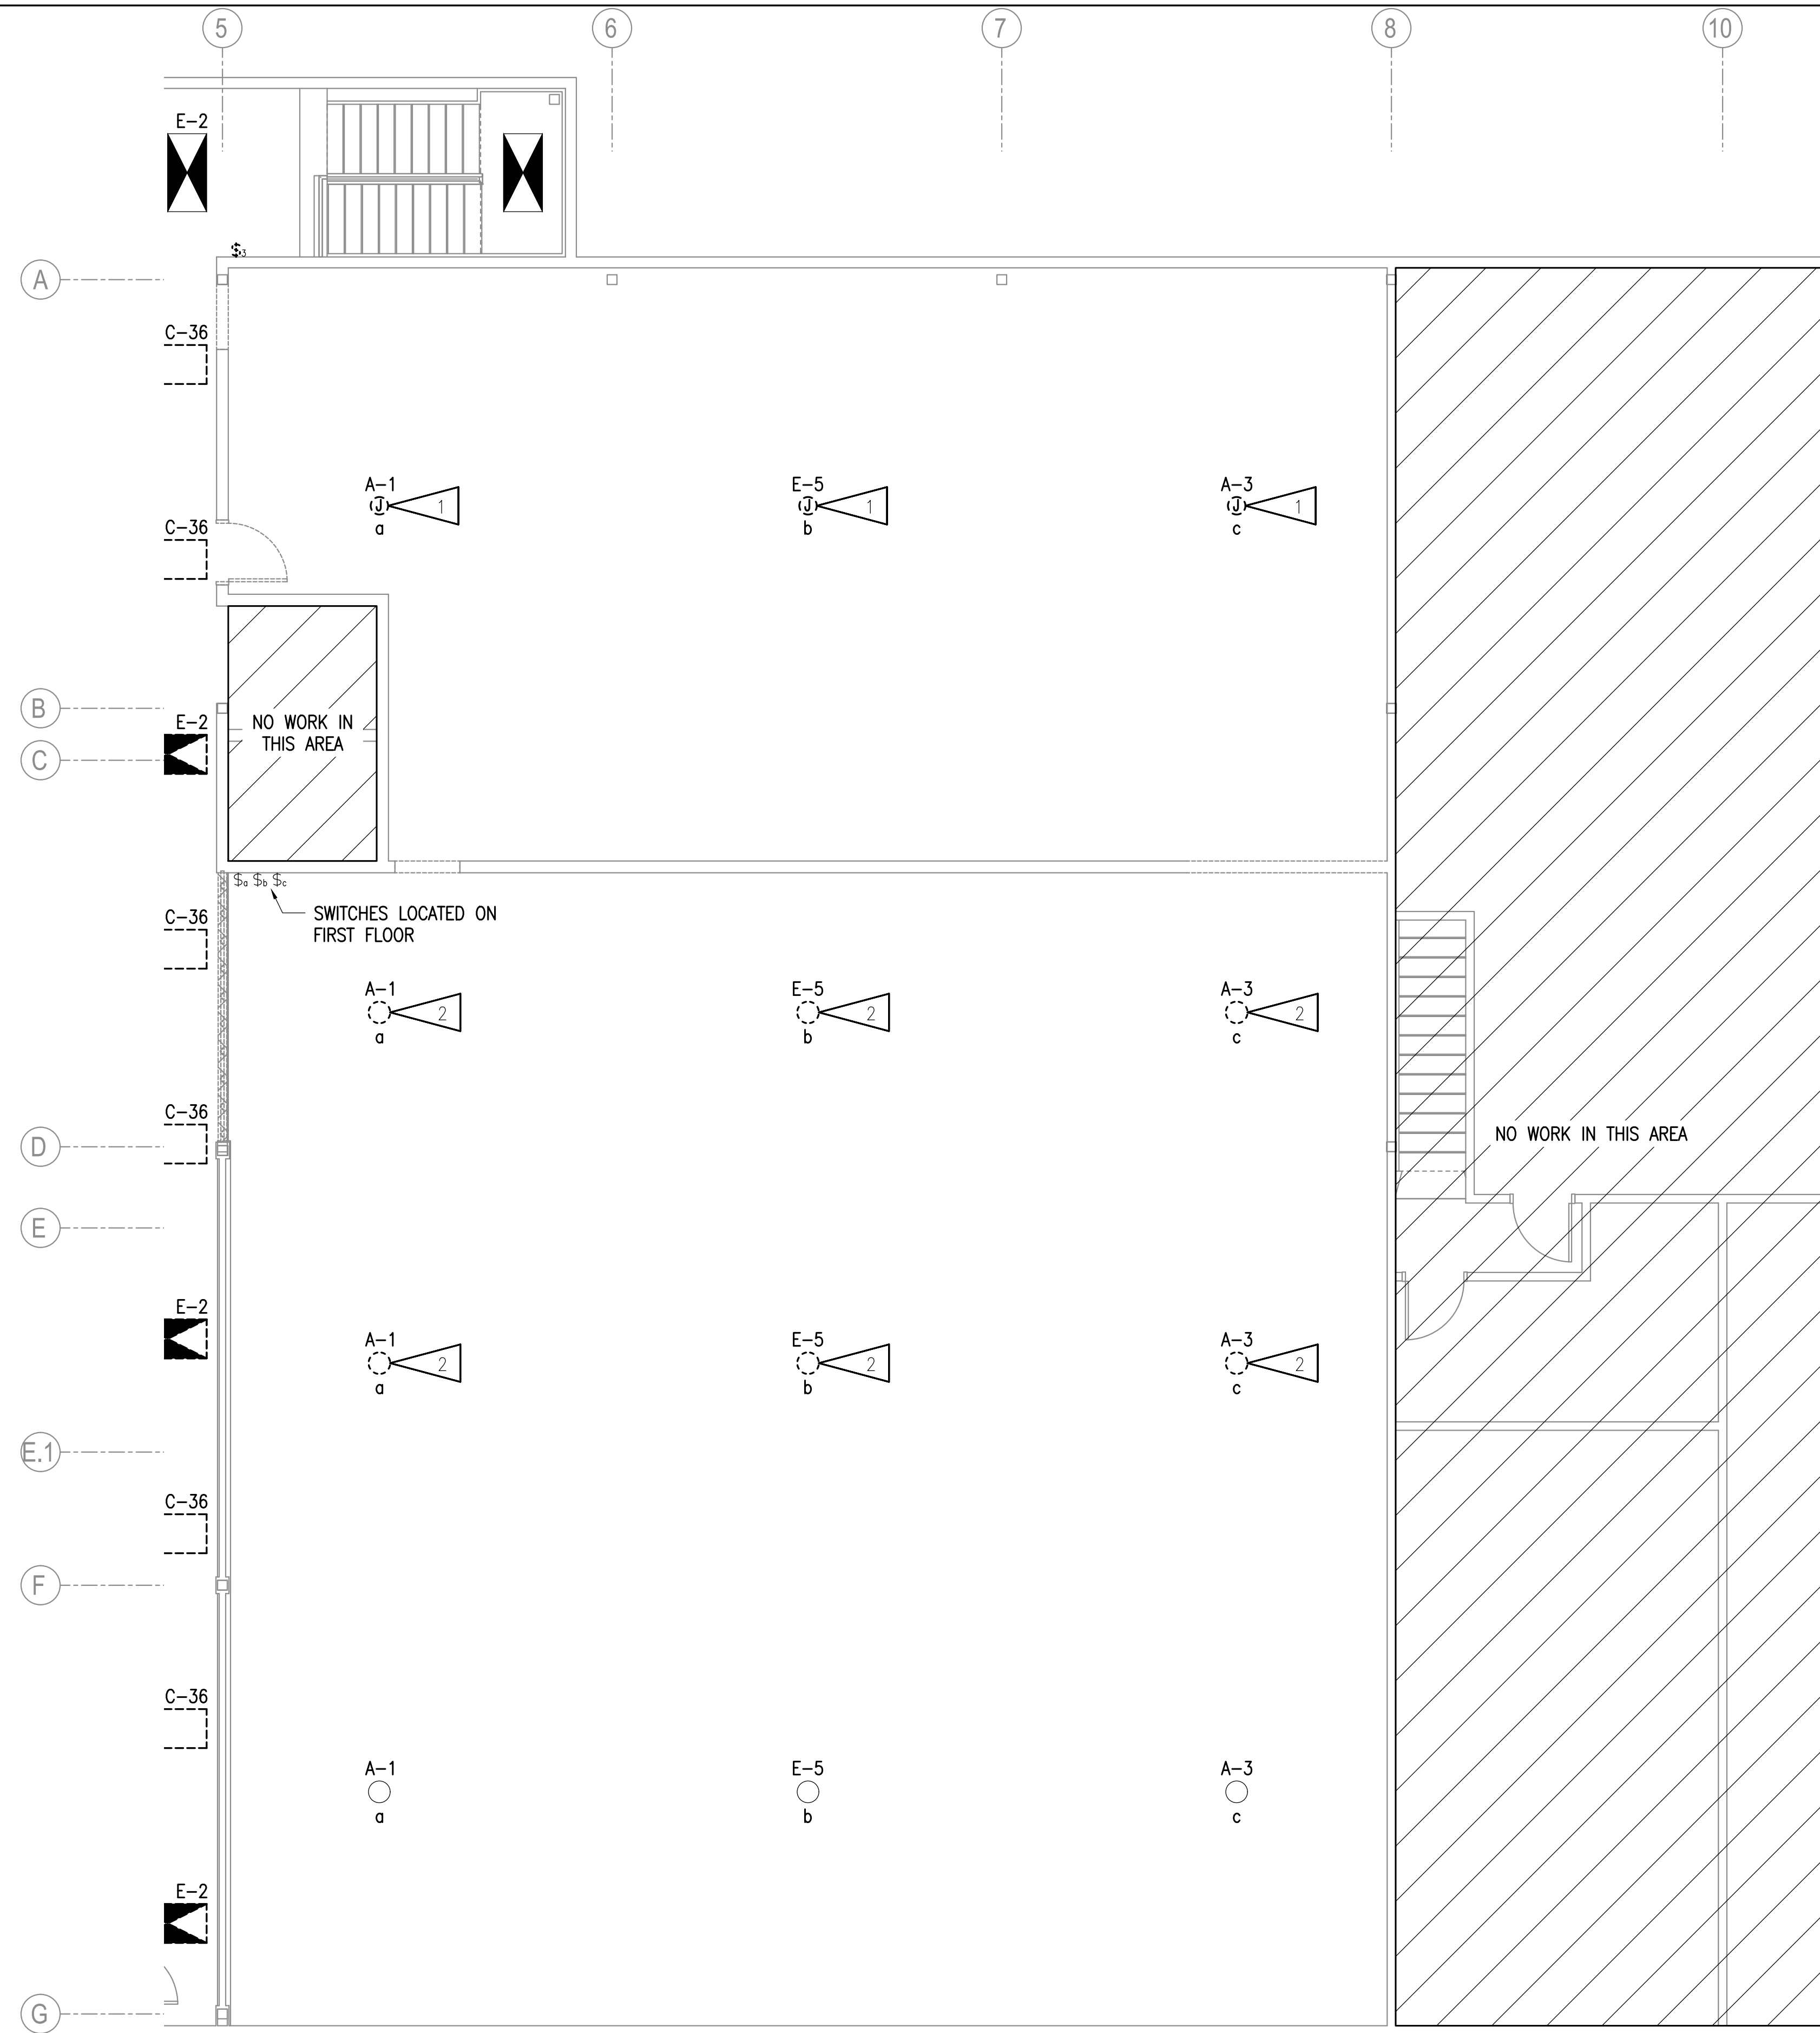 5
6
7
8
10
E-2
$3
A
C-36
A-1
E-5
A-3
J
1
J
1
J
1
a
b
c
C-36
B
E-2
NO WORK IN
THIS AREA
C
$a $b $c
SWITCHES LOCATED ON
FIRST FLOOR
C-36
A-1
E-5
A-3
2
2
2
a
b
c
C-36
NO WORK IN THIS AREA
D
E
E-2
A-1
E-5
A-3
2
2
2
a
b
c
E.1
C-36
F
C-36
A-1
E-5
A-3
a
b
c
E-2
G